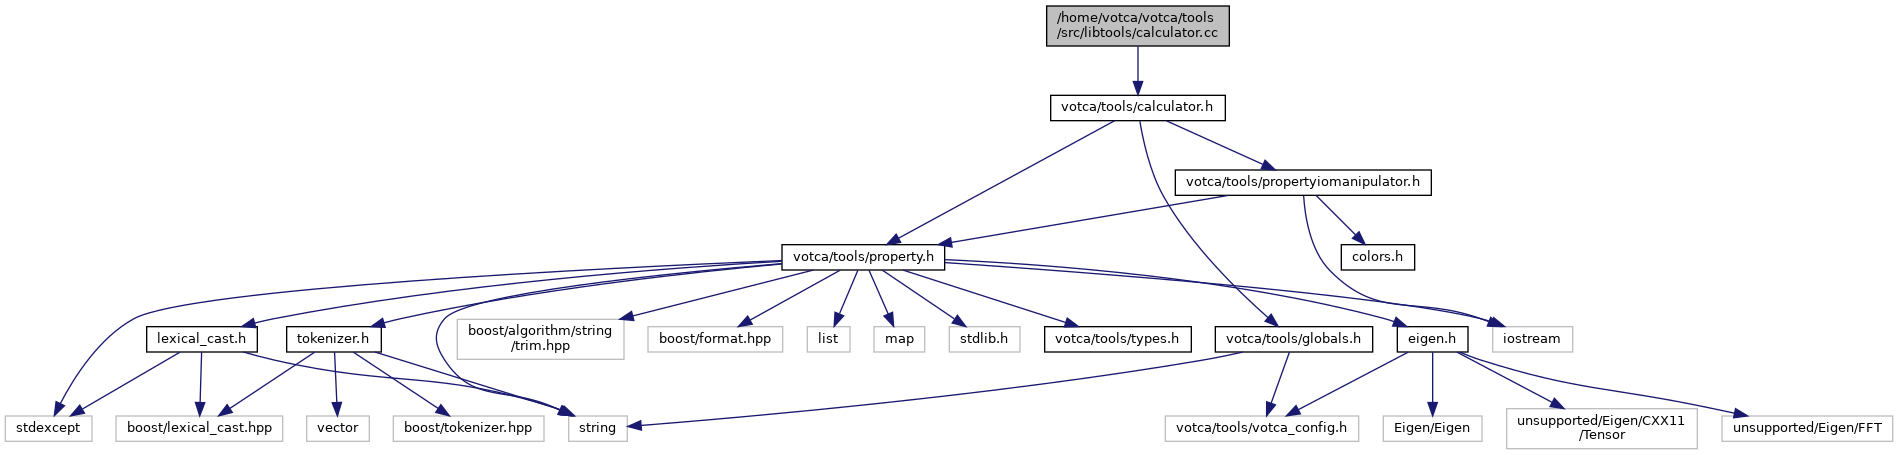 /home/votca/votca/tools
/src/libtools/calculator.cc
votca/tools/calculator.h
votca/tools/propertyiomanipulator.h
votca/tools/property.h
colors.h
lexical_cast.h
tokenizer.h
boost/algorithm/string
/trim.hpp
boost/format.hpp
list
map
stdlib.h
votca/tools/types.h
votca/tools/globals.h
eigen.h
iostream
stdexcept
boost/lexical_cast.hpp
vector
boost/tokenizer.hpp
string
votca/tools/votca_config.h
Eigen/Eigen
unsupported/Eigen/CXX11
/Tensor
unsupported/Eigen/FFT